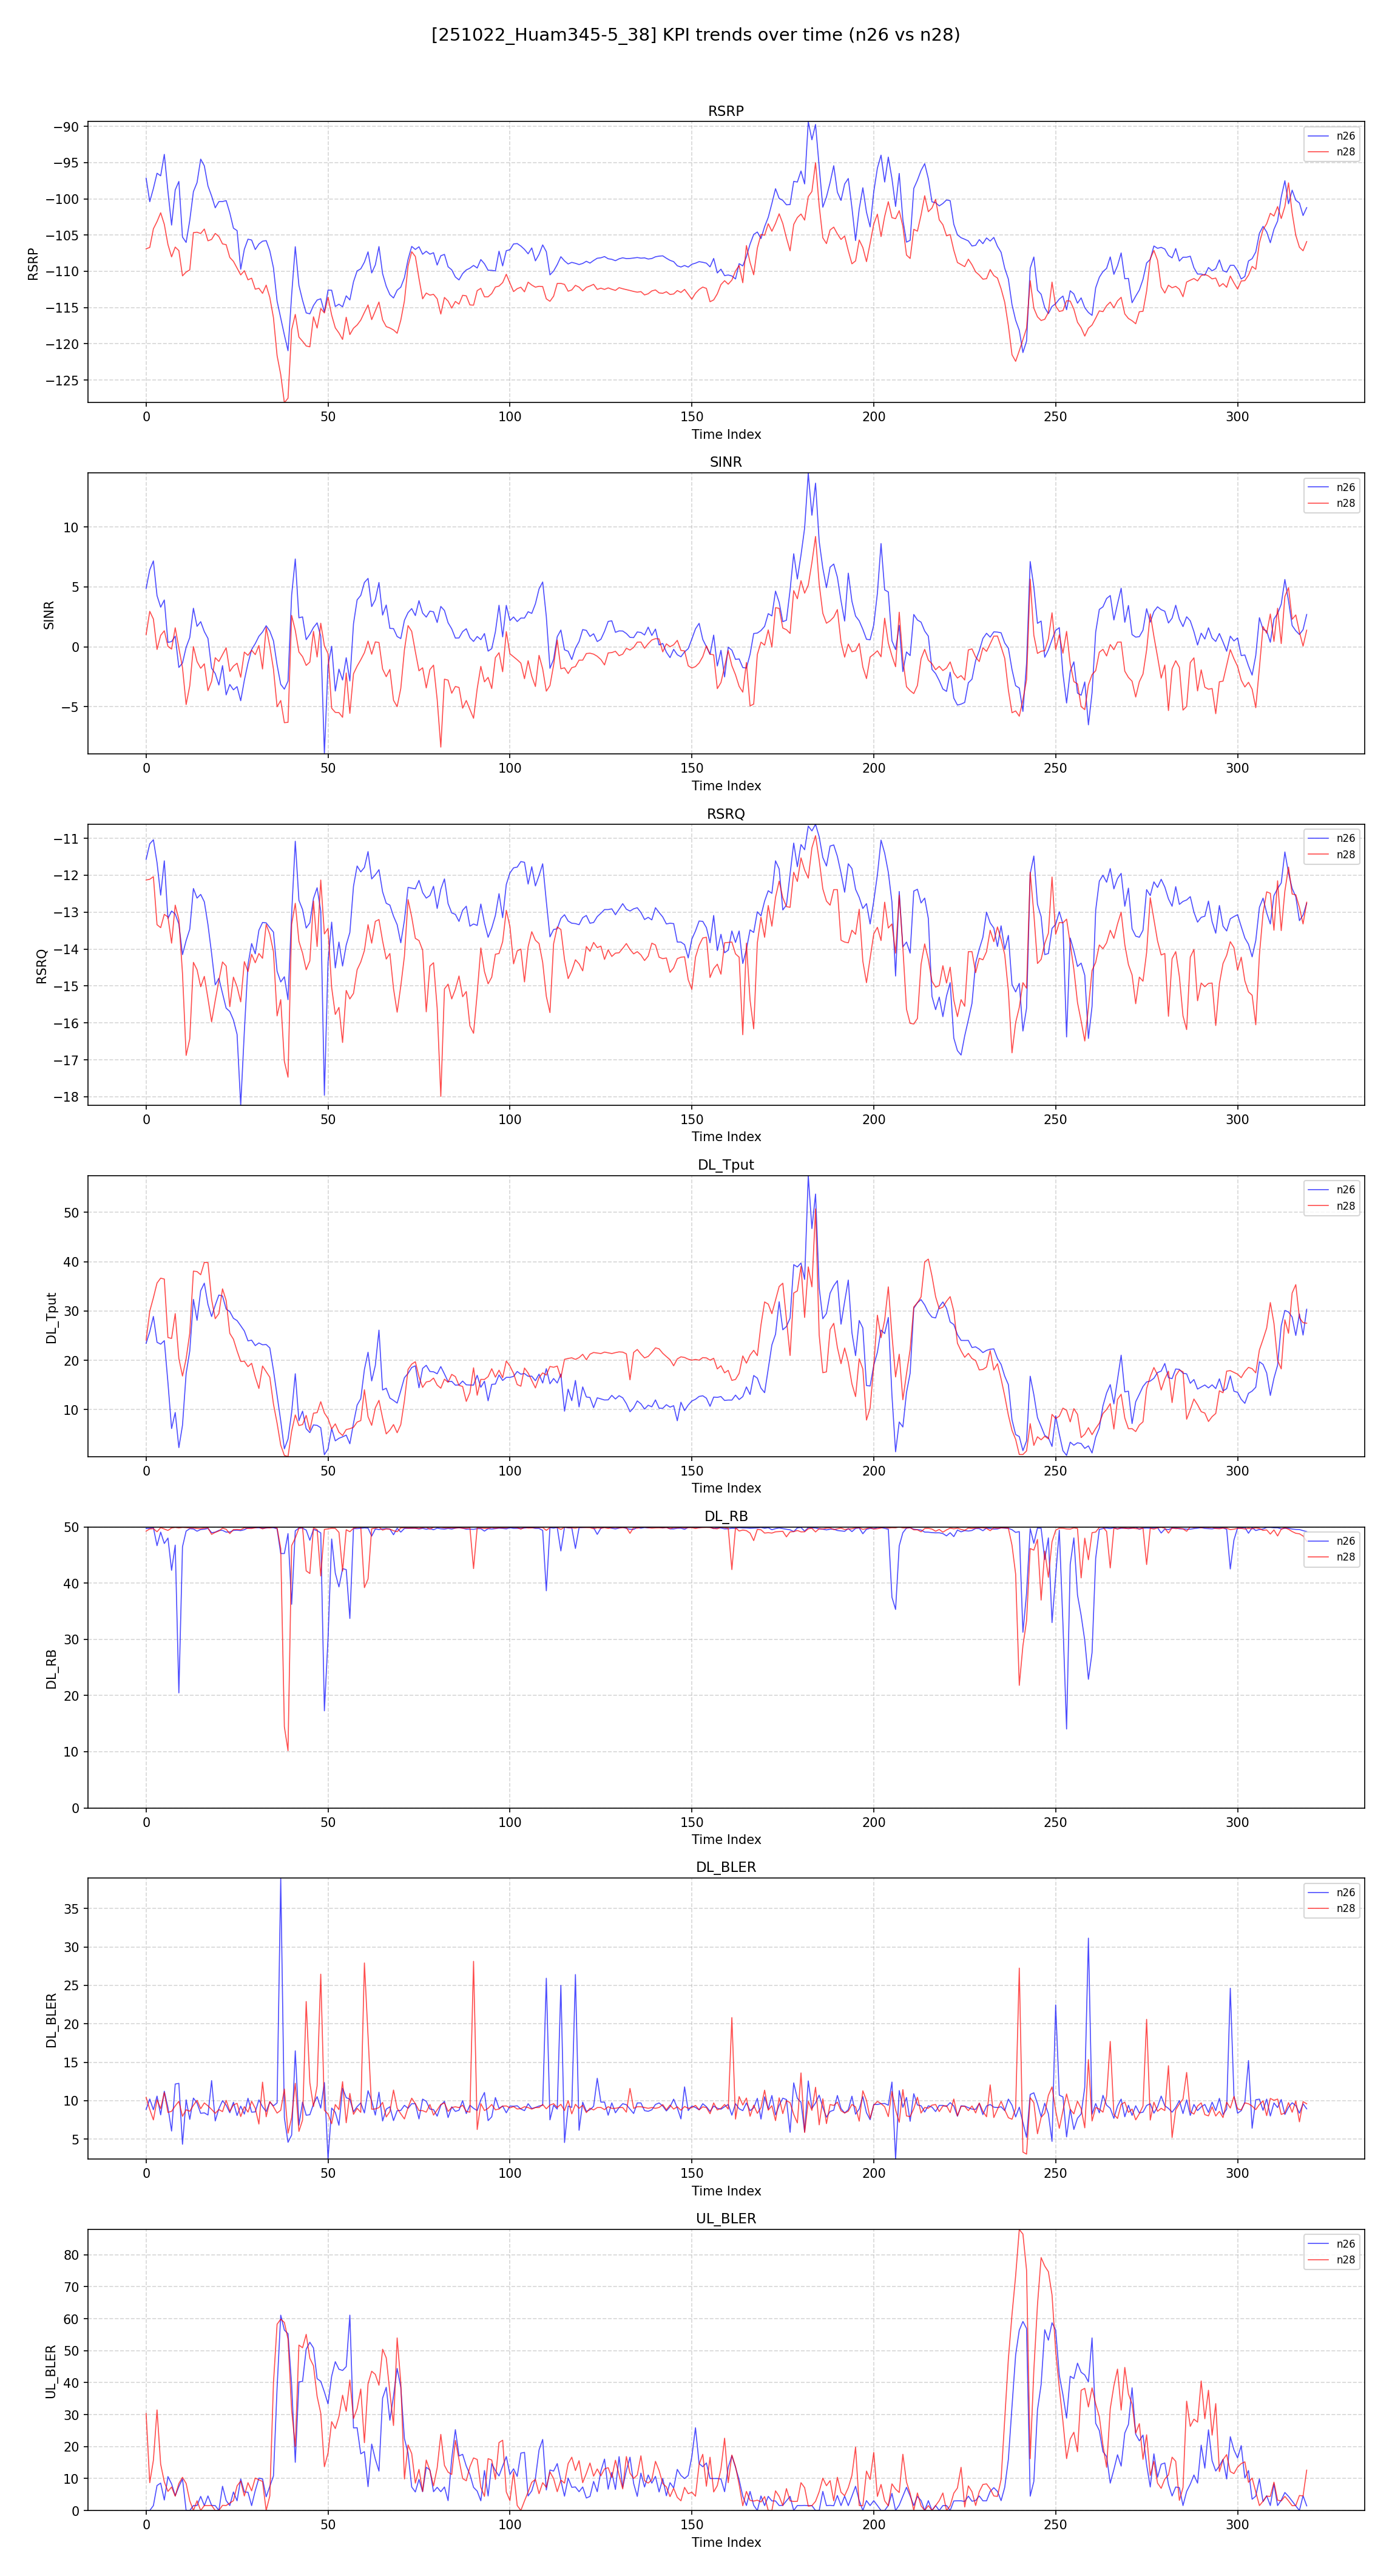 [251022_Huam345-5_38] KPI trends over time (n26 vs n28)
RSRP
−90
−95
−100
−105
−110
−115
−120
−125
RSRP
n26
n28
0 50 100 150 200 250 300
Time Index
SINR
10
5
0
−5
SINR
n26
n28
0 50 100 150 200 250 300
Time Index
RSRQ
−11
−12
−13
−14
−15
−16
−17
−18
RSRQ
n26
n28
0 50 100 150 200 250 300
Time Index
DL_Tput
50
40
30
20
10
DL_Tput
n26
n28
0 50 100 150 200 250 300
Time Index
DL_RB
50
40
30
20
10
0
DL_RB
n26
n28
0 50 100 150 200 250 300
Time Index
DL_BLER
35
30
25
20
15
10
5
DL_BLER
n26
n28
0 50 100 150 200 250 300
Time Index
UL_BLER
80
70
60
50
40
30
20
10
0
UL_BLER
n26
n28
0 50 100 150 200 250 300
Time Index